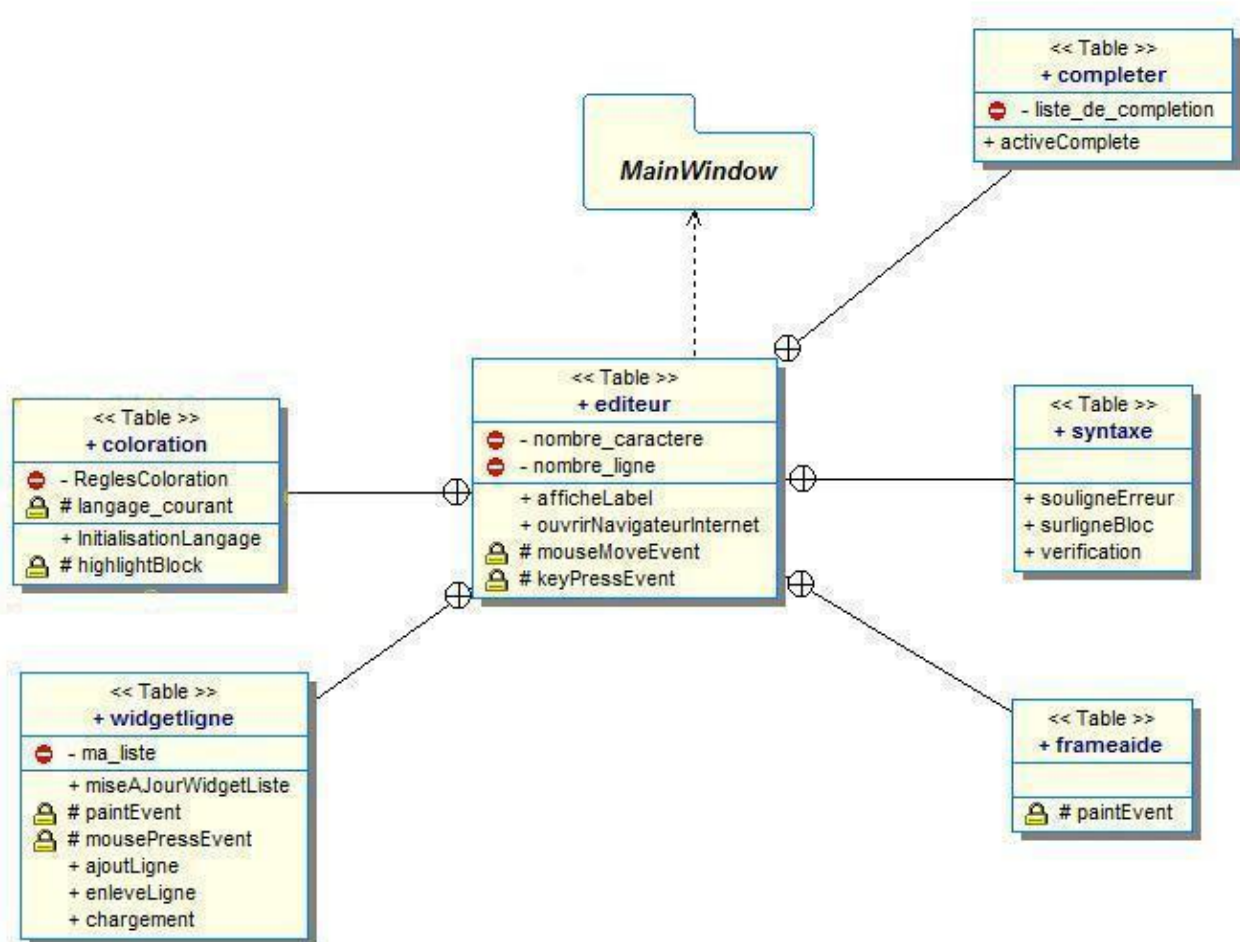 << Table >>
+ completer
- liste_de_completion
+ activeComplete
MainWindow
<< Table >>
+ editeur
- nombre_caractere
- nombre_ligne
+ afficheLabel
+ ouvrirNavigateurInternet
# mouseMoveEvent
# keyPressEvent
<< Table >>
+ coloration
- ReglesColoration
# langage_courant
+ InitialisationLangage
# highlightBlock
<< Table >>
+ syntaxe
+ souligneErreur
+ surligneBloc
+ verification
<< Table >>
+ widgetligne
- ma_liste
+ miseAJourWidgetListe
# paintEvent
# mousePressEvent
+ ajoutLigne
+ enleveLigne
+ chargement
<< Table >>
+ frameaide
# paintEvent